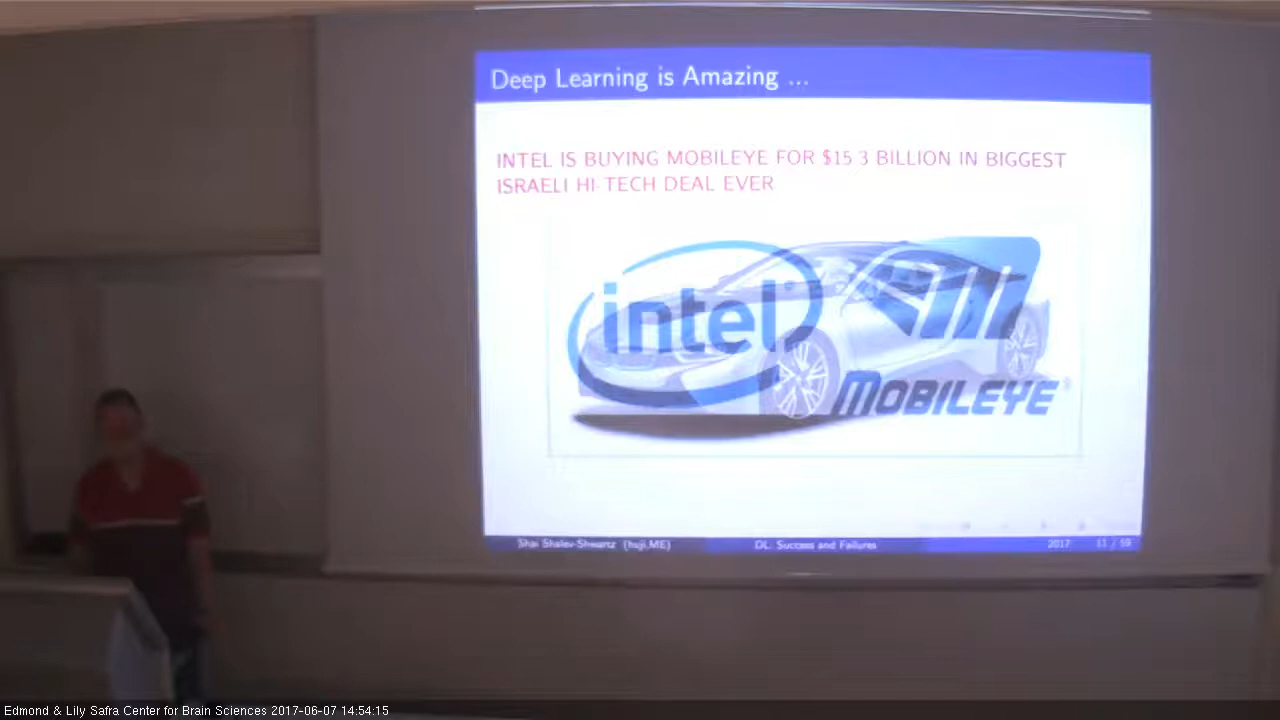 Deep Learning is Amazing ...
INTEL IS BUYING MOBILEYE FOR $15.3 BILLION IN BIGGEST
ISRAELI HI-TECH DEAL EVER
intel
MOBILEYE
Shai Shalev-Shwartz (huji,ME) DL: Success and Failures 2017 11 / 59
Edmond & Lily Safra Center for Brain Sciences 2017-06-07 14:54:15